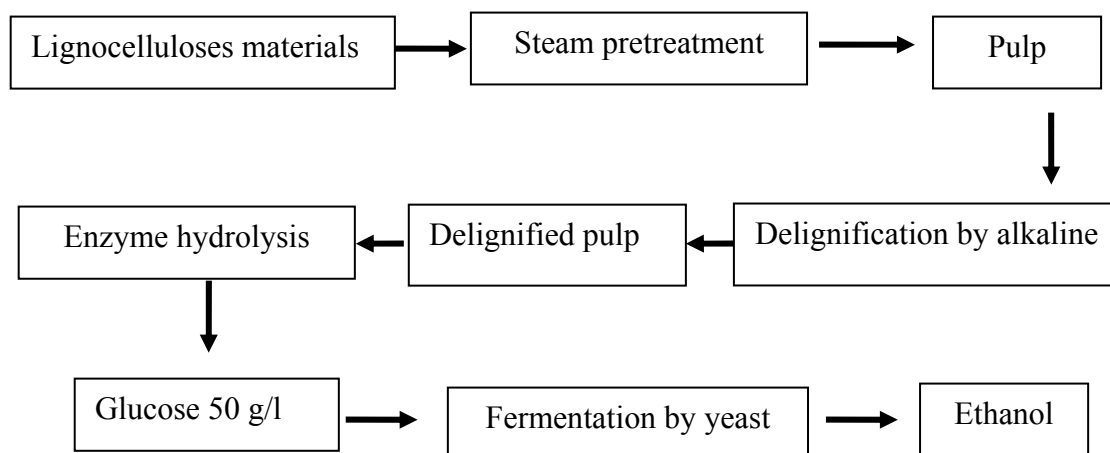 Lignocelluloses materials
Steam pretreatment
Pulp
Delignification by alkaline
Delignified pulp
Enzyme hydrolysis
Glucose 50 g/l
Fermentation by yeast
Ethanol